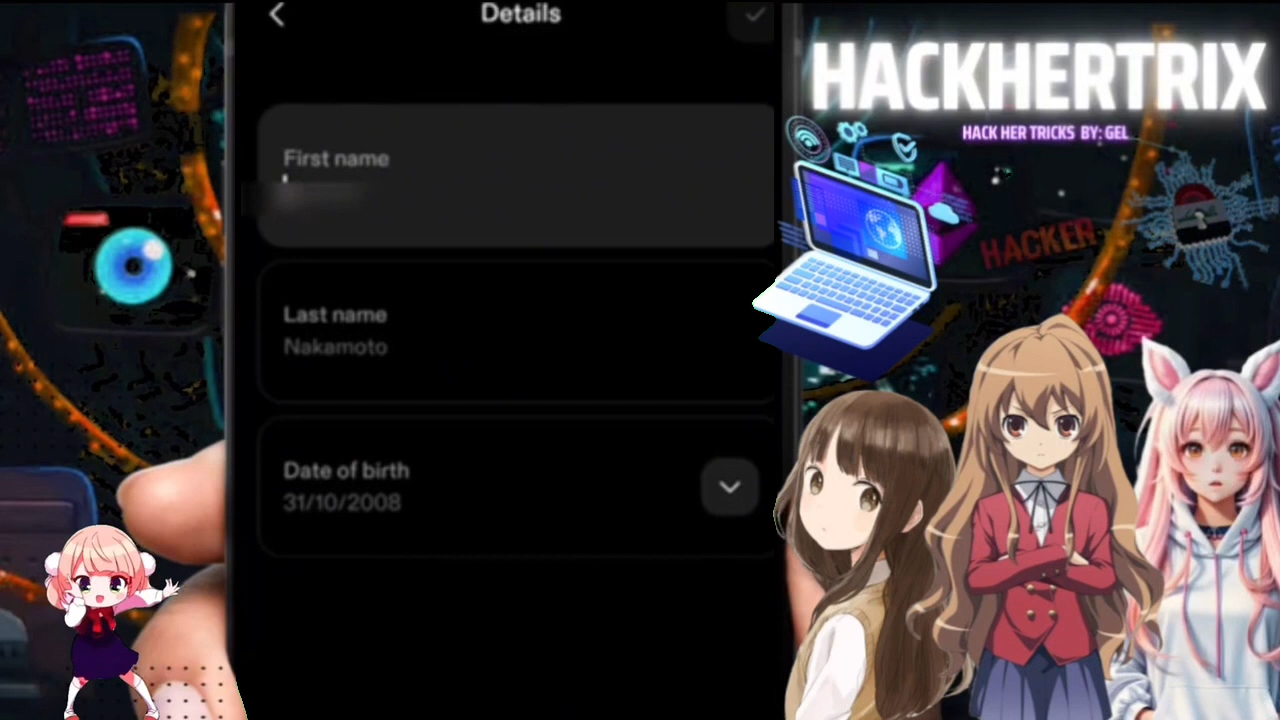 Details
First name
Last name
Nakamoto
Date of birth
31/10/2008
HACKHERTRIX
HACK HER TRICKS BY: GEL
HACKER